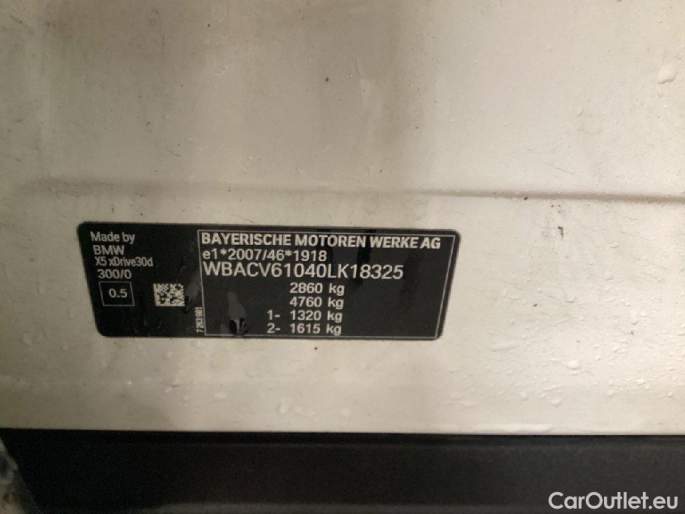 Made by
BMW
X5 xDrive30d
300/0
0.5
BAYERISCHE MOTOREN WERKE AG
e1*2007/46*1918
WBACV61040LK18325
2860 kg
4760 kg
1- 1320 kg
2- 1615 kg
CarOutlet.eu